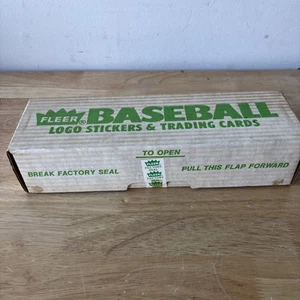 FLEER BASEBALL
LOGO STICKERS & TRADING CARDS
TO OPEN
BREAK FACTORY SEAL
PULL THIS FLAP FORWARD